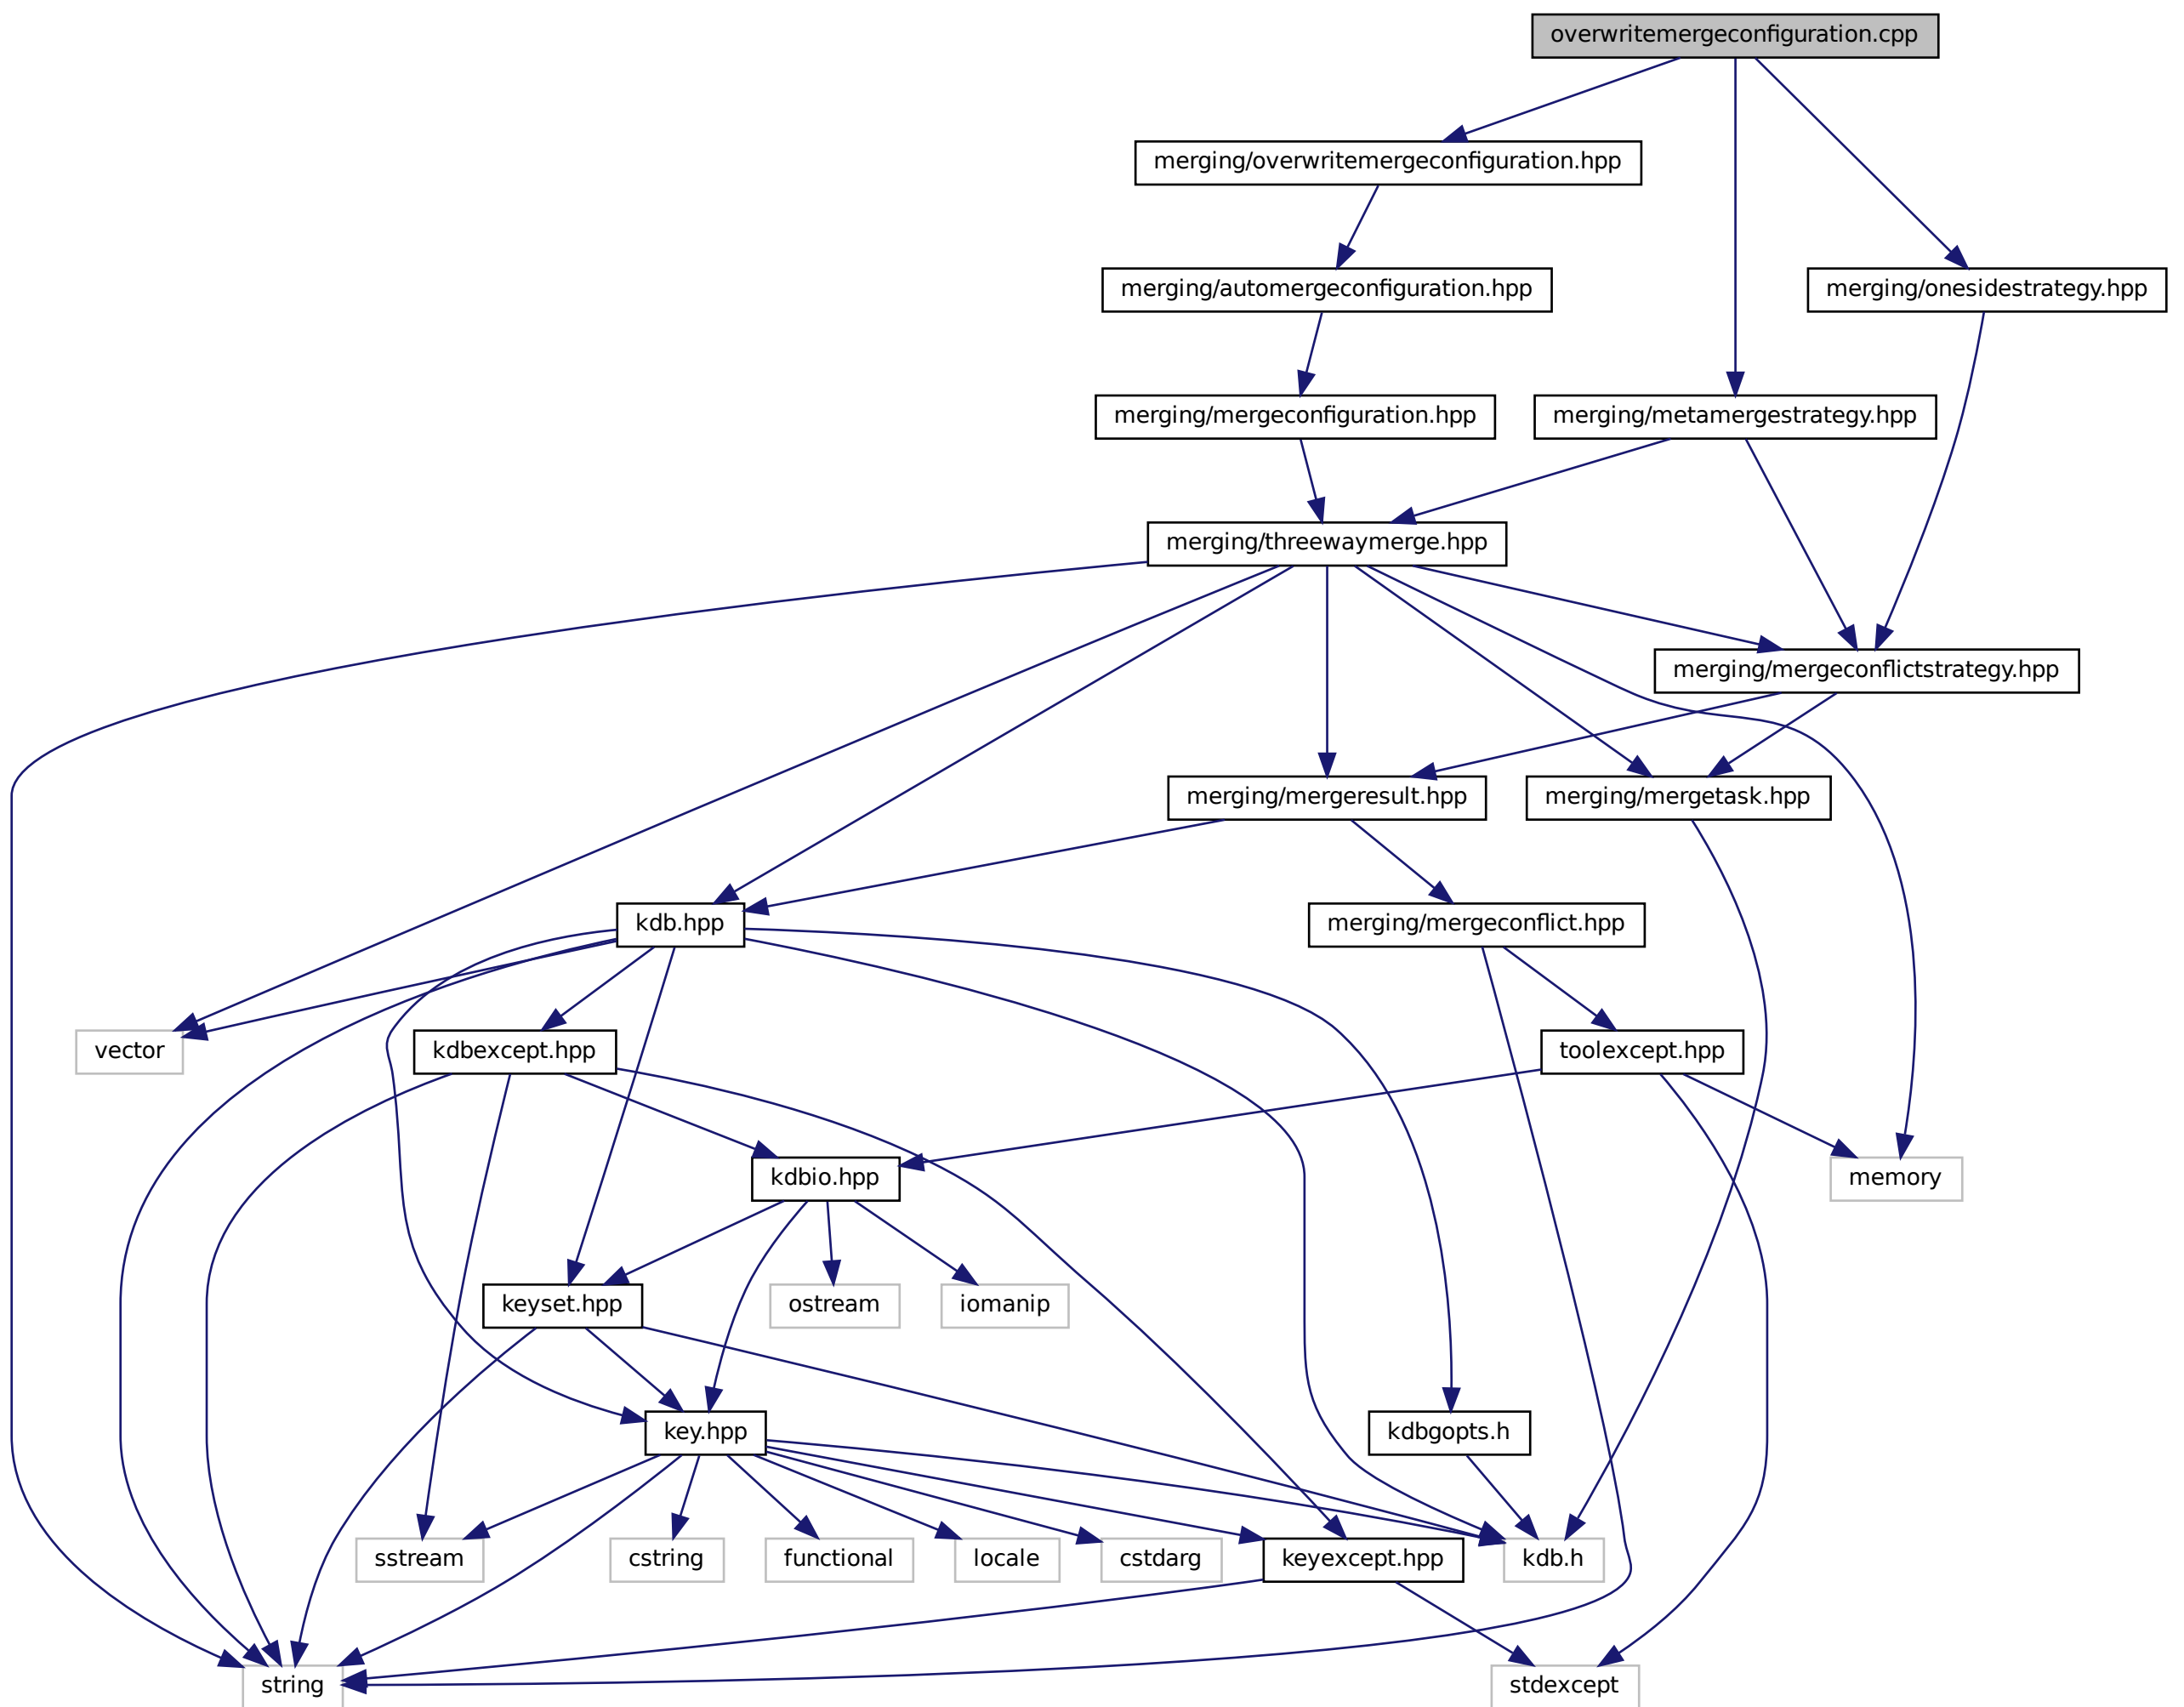 overwritemergeconfiguration.cpp
merging/overwritemergeconfiguration.hpp
merging/automergeconfiguration.hpp
merging/onesidestrategy.hpp
merging/mergeconfiguration.hpp
merging/metamergestrategy.hpp
merging/threewaymerge.hpp
merging/mergeconflictstrategy.hpp
merging/mergeresult.hpp
merging/mergetask.hpp
kdb.hpp
merging/mergeconflict.hpp
vector
kdbexcept.hpp
toolexcept.hpp
kdbio.hpp
memory
keyset.hpp
ostream
iomanip
key.hpp
kdbgopts.h
sstream
cstring
functional
locale
cstdarg
keyexcept.hpp
kdb.h
string
stdexcept